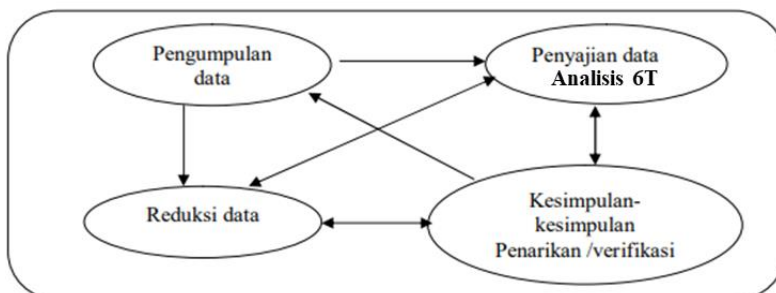 Pengumpulan
data
Penyajian data
Analisis 6T
Reduksi data
Kesimpulan-
kesimpulan
Penarikan /verifikasi